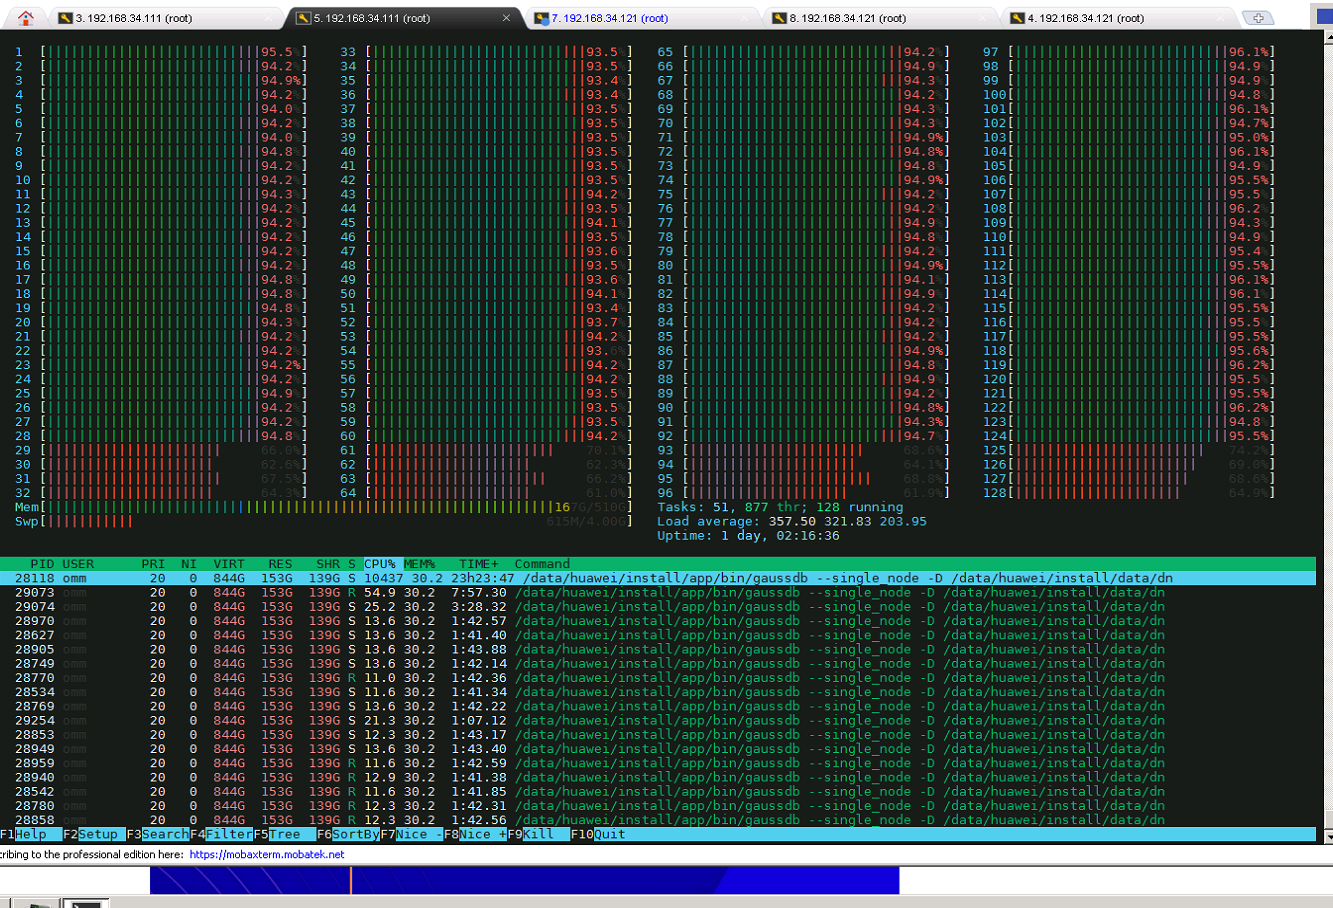 3. 192.168.34.111 (root) 5. 192.168.34.111 (root) 7. 192.168.34.121 (root) 8. 192.168.34.121 (root) 4. 192.168.34.121 (root)
1 [95.5%] 33 [93.5%] 65 [94.2%] 97 [96.1%]
2 [94.2%] 34 [93.5%] 66 [94.9%] 98 [94.9%]
3 [94.9%] 35 [93.4%] 67 [94.3%] 99 [94.9%]
4 [94.2%] 36 [93.4%] 68 [94.2%] 100[94.8%]
5 [94.0%] 37 [93.5%] 69 [94.3%] 101[96.1%]
6 [94.2%] 38 [93.5%] 70 [94.3%] 102[94.7%]
7 [94.0%] 39 [93.5%] 71 [94.9%] 103[95.0%]
8 [94.8%] 40 [93.5%] 72 [94.8%] 104[96.1%]
9 [94.2%] 41 [93.5%] 73 [94.8%] 105[94.9%]
10 [94.2%] 42 [93.5%] 74 [94.9%] 106[95.5%]
11 [94.3%] 43 [94.2%] 75 [94.2%] 107[94.8%]
12 [94.2%] 44 [93.5%] 76 [94.2%] 108[96.2%]
13 [94.2%] 45 [94.1%] 77 [94.9%] 109[94.3%]
14 [94.2%] 46 [93.5%] 78 [94.8%] 110[94.9%]
15 [94.2%] 47 [93.6%] 79 [94.2%] 111[95.4%]
16 [94.2%] 48 [93.5%] 80 [94.9%] 112[95.5%]
17 [94.8%] 49 [93.6%] 81 [94.1%] 113[96.1%]
18 [94.8%] 50 [94.1%] 82 [94.9%] 114[96.1%]
19 [94.8%] 51 [93.4%] 83 [94.2%] 115[95.5%]
20 [94.3%] 52 [93.7%] 84 [94.2%] 116[95.5%]
21 [94.2%] 53 [94.2%] 85 [94.2%] 117[95.5%]
22 [94.2%] 54 [93.6%] 86 [94.9%] 118[95.6%]
23 [94.2%] 55 [94.2%] 87 [94.8%] 119[96.2%]
24 [94.2%] 56 [94.2%] 88 [94.9%] 120[94.9%]
25 [94.9%] 57 [93.5%] 89 [94.2%] 121[95.5%]
26 [94.2%] 58 [93.5%] 90 [94.8%] 122[96.2%]
27 [94.2%] 59 [93.5%] 91 [94.3%] 123[94.8%]
28 [94.8%] 60 [94.2%] 92 [94.7%] 124[95.5%]
29 [66.0%] 61 [70.1%] 93 [68.6%] 125[74.2%]
30 [62.6%] 62 [62.3%] 94 [64.1%] 126[69.0%]
31 [67.5%] 63 [66.2%] 95 [68.8%] 127[68.6%]
32 [64.3%] 64 [61.0%] 96 [61.9%] 128[64.9%]
Mem[167G/510G] Tasks: 51, 877 thr; 128 running
Swp[615M/4.00G] Load average: 357.50 321.83 203.95
Uptime: 1 day, 02:16:36
PID USER PRI NI VIRT RES SHR S CPU% MEM% TIME+ Command
28118 omm 20 0 844G 153G 139G S 10437 30.2 23h23:47 /data/huawei/install/app/bin/gaussdb --single_node -D /data/huawei/install/data/dn
29073 omm 20 0 844G 153G 139G R 54.9 30.2 7:57.30 /data/huawei/install/app/bin/gaussdb --single_node -D /data/huawei/install/data/dn
29074 omm 20 0 844G 153G 139G S 25.2 30.2 3:28.32 /data/huawei/install/app/bin/gaussdb --single_node -D /data/huawei/install/data/dn
28970 omm 20 0 844G 153G 139G S 13.6 30.2 1:42.57 /data/huawei/install/app/bin/gaussdb --single_node -D /data/huawei/install/data/dn
28627 omm 20 0 844G 153G 139G S 13.6 30.2 1:41.40 /data/huawei/install/app/bin/gaussdb --single_node -D /data/huawei/install/data/dn
28905 omm 20 0 844G 153G 139G S 13.6 30.2 1:43.88 /data/huawei/install/app/bin/gaussdb --single_node -D /data/huawei/install/data/dn
28749 omm 20 0 844G 153G 139G S 13.6 30.2 1:42.14 /data/huawei/install/app/bin/gaussdb --single_node -D /data/huawei/install/data/dn
28770 omm 20 0 844G 153G 139G R 11.0 30.2 1:42.36 /data/huawei/install/app/bin/gaussdb --single_node -D /data/huawei/install/data/dn
28534 omm 20 0 844G 153G 139G S 11.6 30.2 1:41.34 /data/huawei/install/app/bin/gaussdb --single_node -D /data/huawei/install/data/dn
28769 omm 20 0 844G 153G 139G S 13.6 30.2 1:42.22 /data/huawei/install/app/bin/gaussdb --single_node -D /data/huawei/install/data/dn
29254 omm 20 0 844G 153G 139G S 21.3 30.2 1:07.12 /data/huawei/install/app/bin/gaussdb --single_node -D /data/huawei/install/data/dn
28853 omm 20 0 844G 153G 139G S 12.3 30.2 1:43.17 /data/huawei/install/app/bin/gaussdb --single_node -D /data/huawei/install/data/dn
28949 omm 20 0 844G 153G 139G S 13.6 30.2 1:43.40 /data/huawei/install/app/bin/gaussdb --single_node -D /data/huawei/install/data/dn
28959 omm 20 0 844G 153G 139G R 11.6 30.2 1:42.59 /data/huawei/install/app/bin/gaussdb --single_node -D /data/huawei/install/data/dn
28940 omm 20 0 844G 153G 139G R 12.9 30.2 1:41.38 /data/huawei/install/app/bin/gaussdb --single_node -D /data/huawei/install/data/dn
28542 omm 20 0 844G 153G 139G R 11.6 30.2 1:41.85 /data/huawei/install/app/bin/gaussdb --single_node -D /data/huawei/install/data/dn
28780 omm 20 0 844G 153G 139G R 12.3 30.2 1:42.31 /data/huawei/install/app/bin/gaussdb --single_node -D /data/huawei/install/data/dn
28858 omm 20 0 844G 153G 139G R 12.3 30.2 1:42.56 /data/huawei/install/app/bin/gaussdb --single_node -D /data/huawei/install/data/dn
F1Help F2Setup F3SearchF4FilterF5Tree F6SortByF7Nice -F8Nice +F9Kill F10Quit
cribing to the professional edition here: https://mobaxterm.mobatek.net